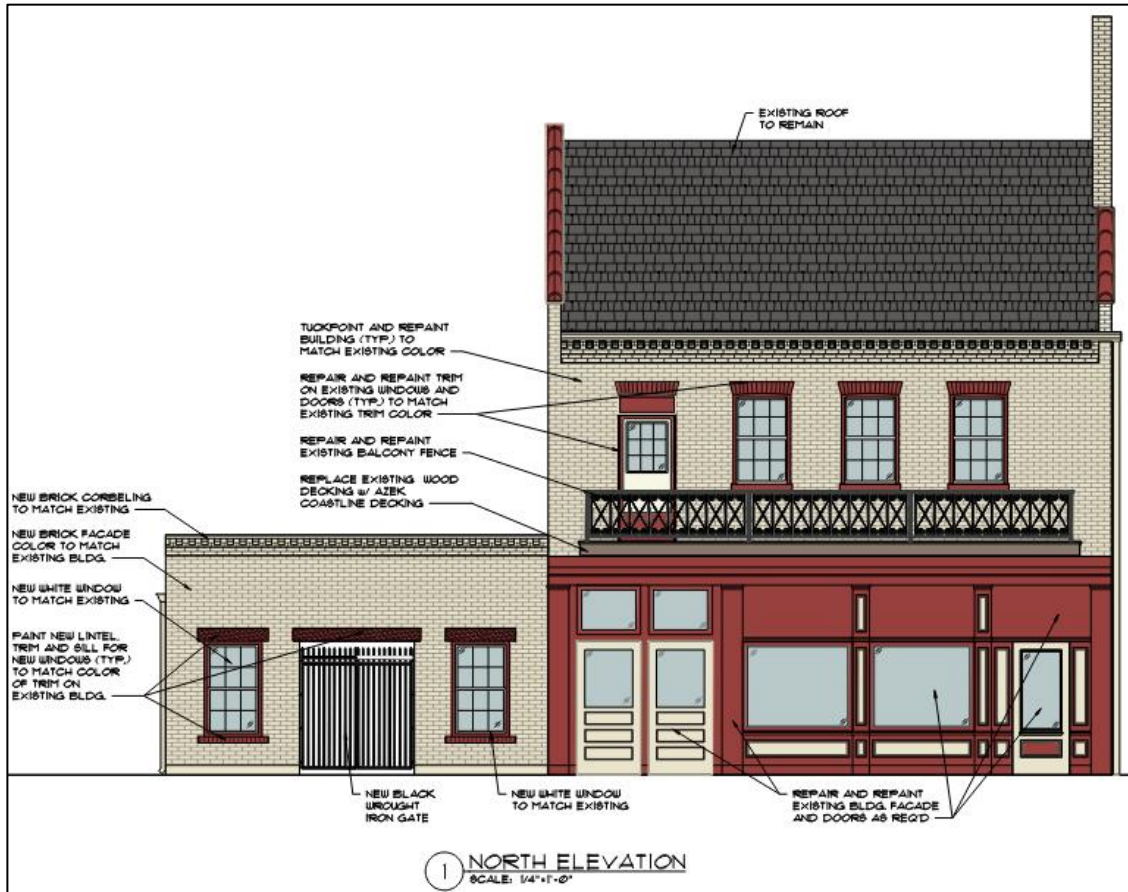 EXISTING ROOF
TO REMAIN
TUCKPOINT AND REPAINT
BUILDING (TYP.) TO
MATCH EXISTING COLOR
REPAIR AND REPAINT TRIM
ON EXISTING WINDOWS AND
DOORS (TYP.) TO MATCH
EXISTING TRIM COLOR
REPAIR AND REPAINT
EXISTING BALCONY FENCE
REPLACE EXISTING WOOD
DECKING w/ AZEK
COASTLINE DECKING
NEW BRICK CORBELING
TO MATCH EXISTING
NEW BRICK FACADE
COLOR TO MATCH
EXISTING BLDG.
NEW WHITE WINDOW
TO MATCH EXISTING
PAINT NEW LINTEL,
TRIM AND SILL FOR
NEW WINDOWS (TYP.)
TO MATCH COLOR
OF TRIM ON
EXISTING BLDG.
NEW BLACK
WROUGHT
IRON GATE
NEW WHITE WINDOW
TO MATCH EXISTING
REPAIR AND REPAINT
EXISTING BLDG. FACADE
AND DOORS AS REQ'D
1 NORTH ELEVATION
SCALE: 1/4"=1'-0"